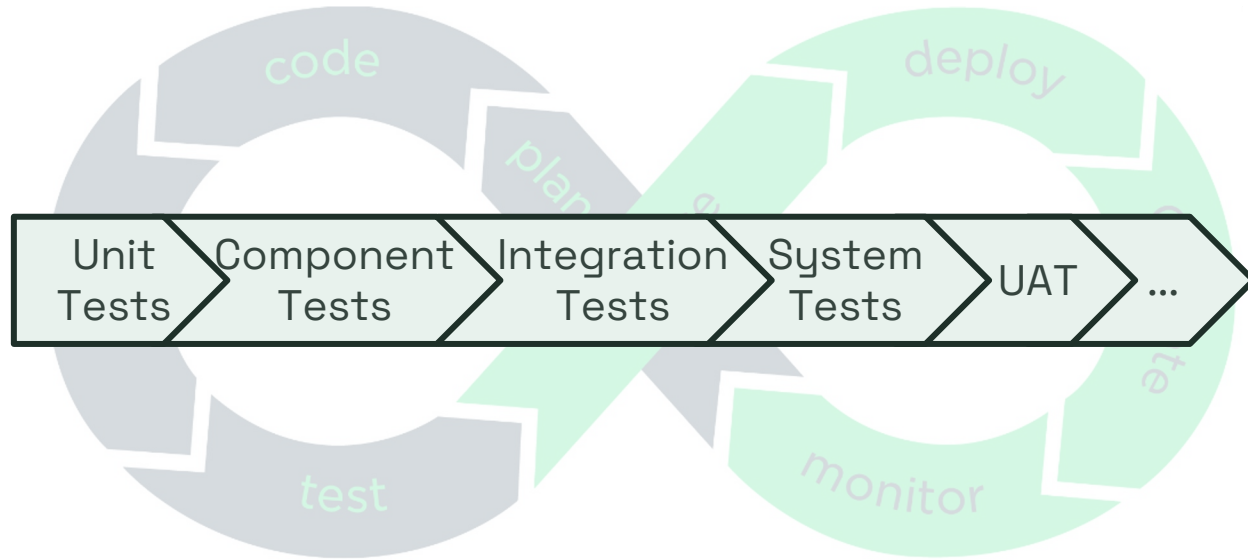 code
deploy
plan
Unit
Tests
Component
Tests
Integration
Tests
System
Tests
UAT
...
test
monitor